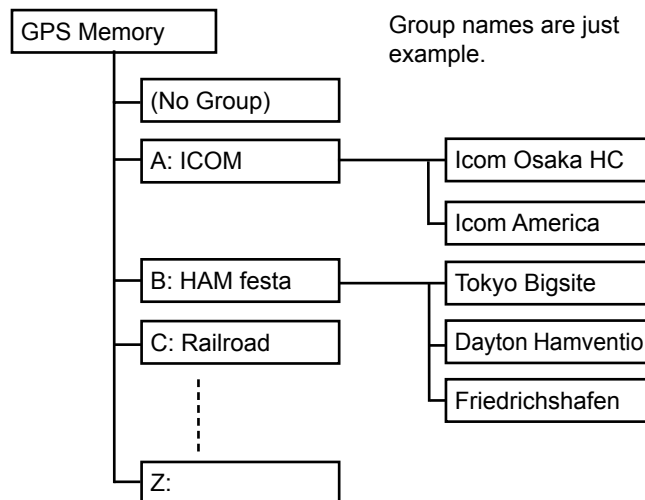 GPS Memory
Group names are just
example.
(No Group)
A: ICOM
Icom Osaka HC
Icom America
B: HAM festa
Tokyo Bigsite
C: Railroad
Dayton Hamventio
Friedrichshafen
Z: